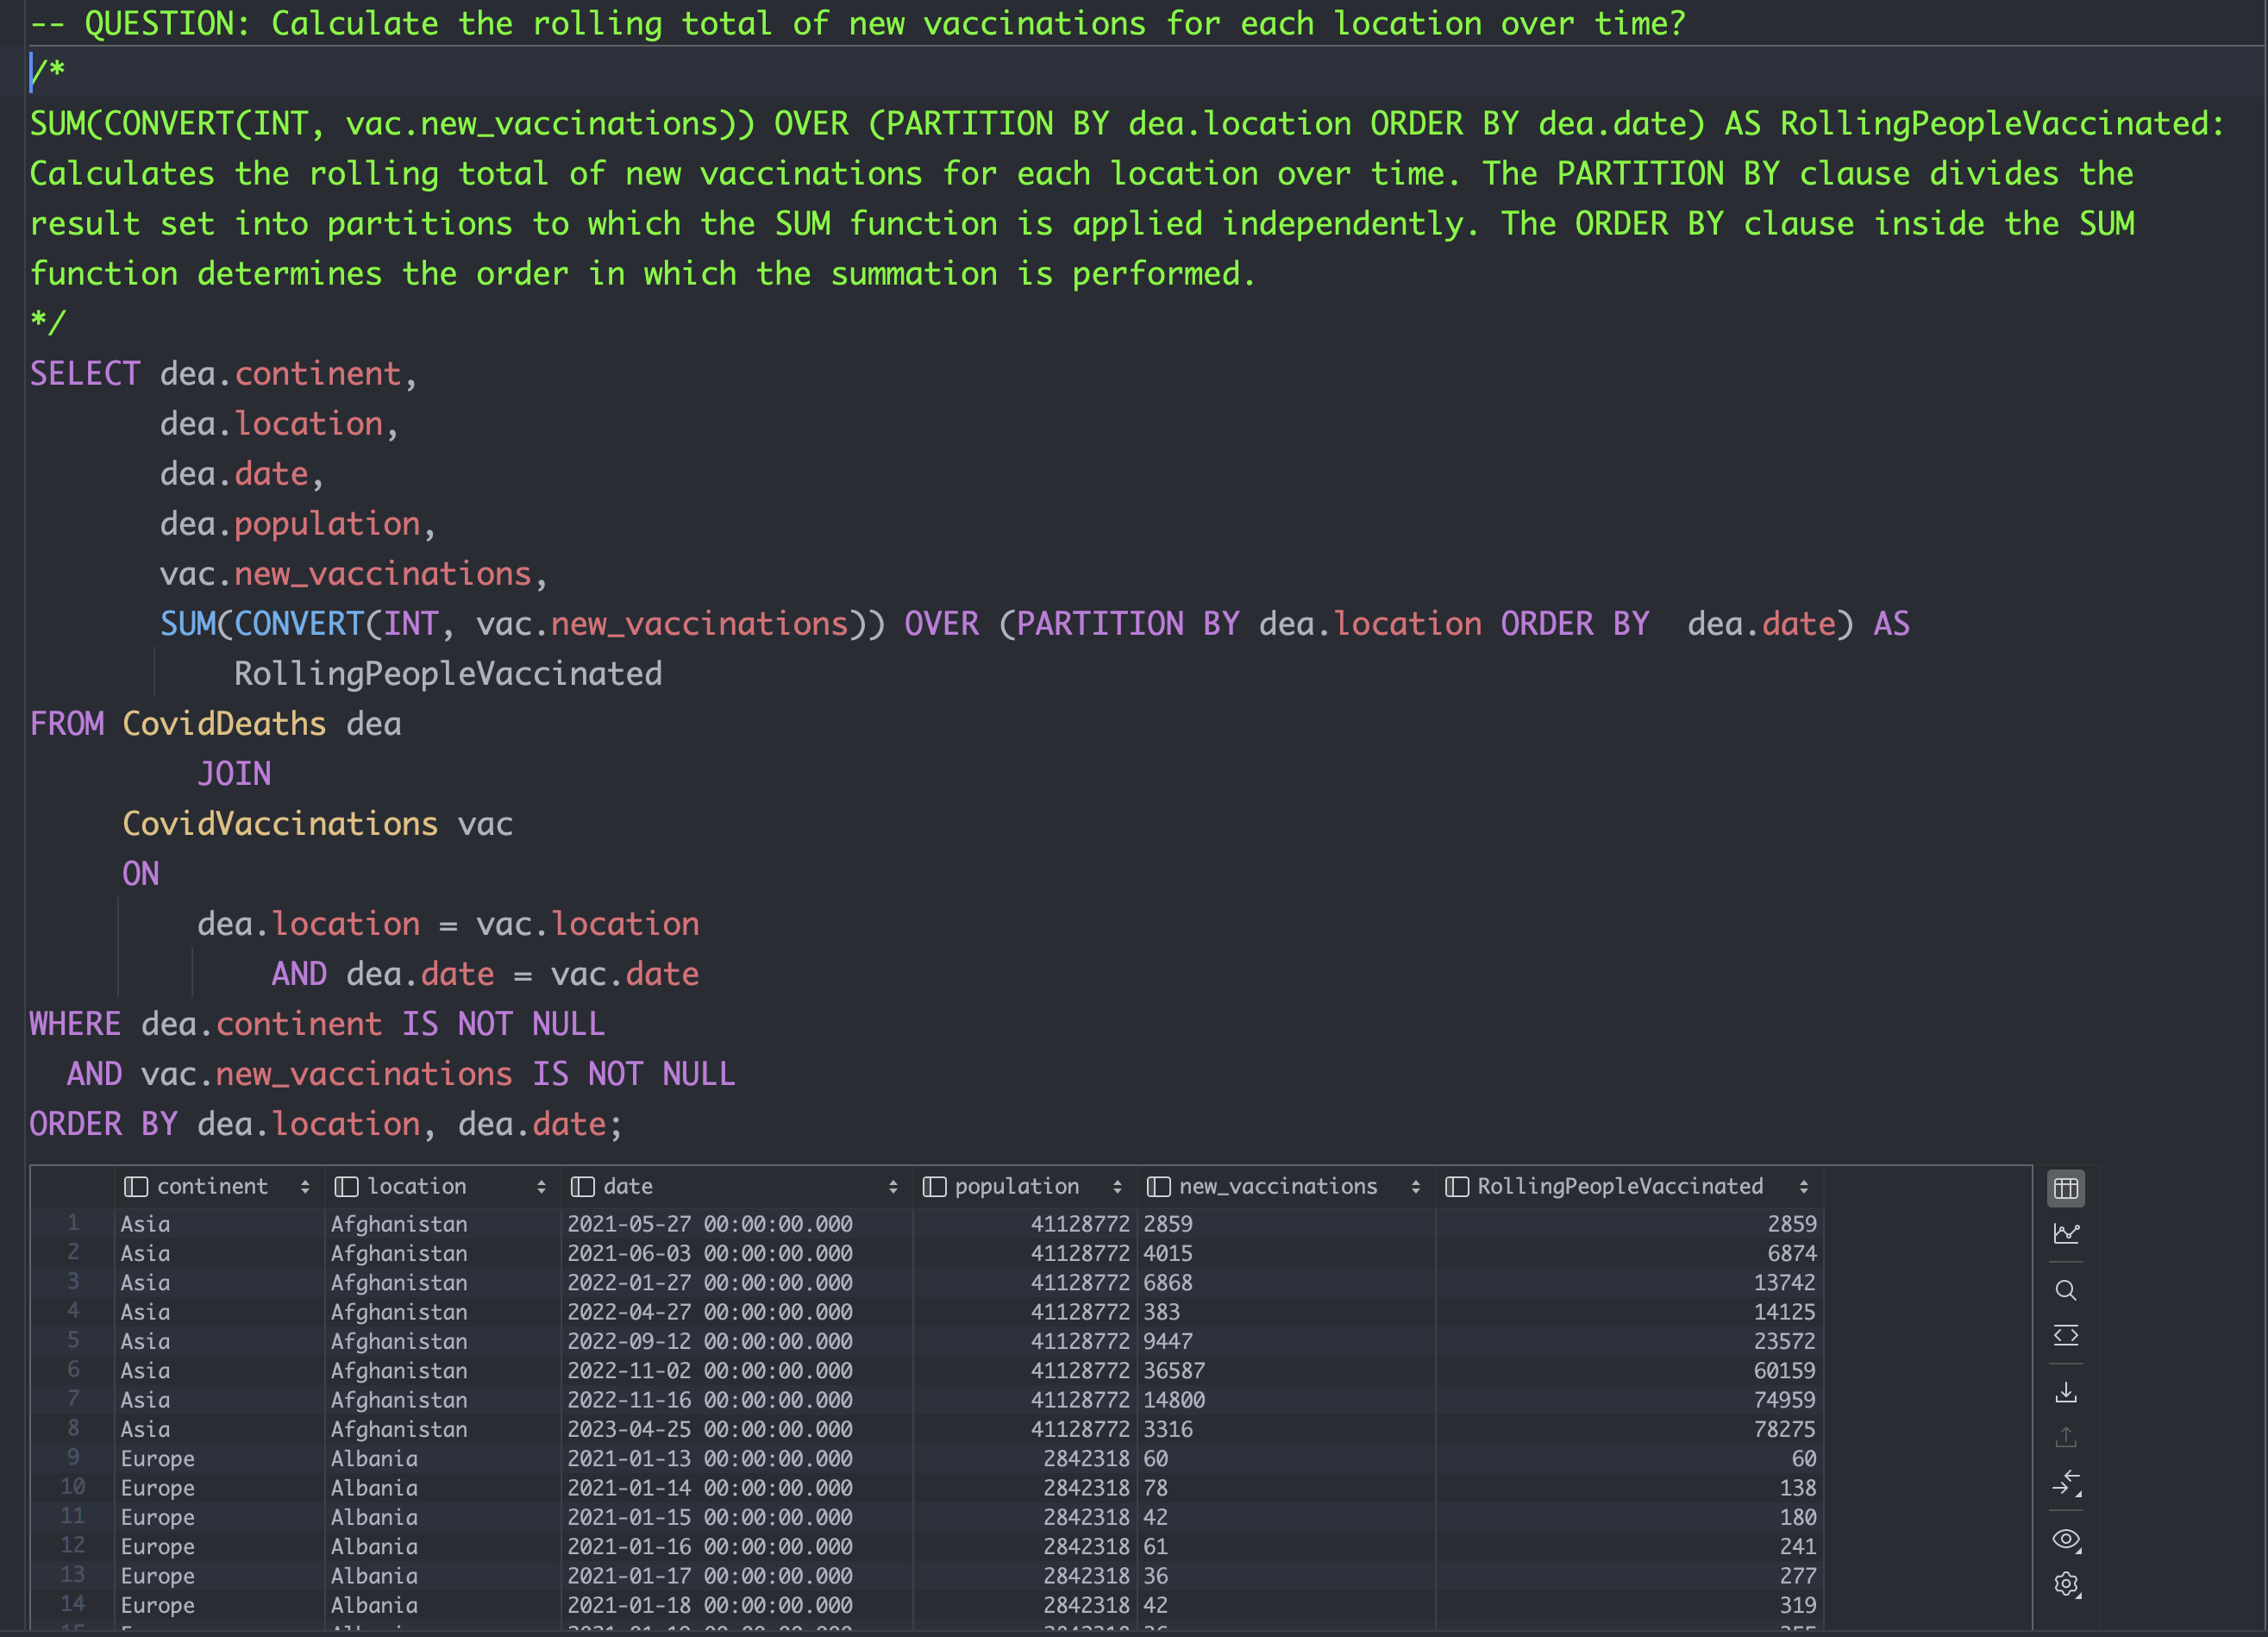 -- QUESTION: Calculate the rolling total of new vaccinations for each location over time?
/*
SUM(CONVERT(INT, vac.new_vaccinations)) OVER (PARTITION BY dea.location ORDER BY dea.date) AS RollingPeopleVaccinated:
Calculates the rolling total of new vaccinations for each location over time. The PARTITION BY clause divides the
result set into partitions to which the SUM function is applied independently. The ORDER BY clause inside the SUM
function determines the order in which the summation is performed.
*/
SELECT dea.continent,
dea.location,
dea.date,
dea.population,
vac.new_vaccinations,
SUM(CONVERT(INT, vac.new_vaccinations)) OVER (PARTITION BY dea.location ORDER BY  dea.date) AS
RollingPeopleVaccinated
FROM CovidDeaths dea
JOIN
CovidVaccinations vac
ON
dea.location = vac.location
AND dea.date = vac.date
WHERE dea.continent IS NOT NULL
AND vac.new_vaccinations IS NOT NULL
ORDER BY dea.location, dea.date;
continent location date population new_vaccinations RollingPeopleVaccinated
1 Asia Afghanistan 2021-05-27 00:00:00.000 41128772 2859 2859
2 Asia Afghanistan 2021-06-03 00:00:00.000 41128772 4015 6874
3 Asia Afghanistan 2022-01-27 00:00:00.000 41128772 6868 13742
4 Asia Afghanistan 2022-04-27 00:00:00.000 41128772 383 14125
5 Asia Afghanistan 2022-09-12 00:00:00.000 41128772 9447 23572
6 Asia Afghanistan 2022-11-02 00:00:00.000 41128772 36587 60159
7 Asia Afghanistan 2022-11-16 00:00:00.000 41128772 14800 74959
8 Asia Afghanistan 2023-04-25 00:00:00.000 41128772 3316 78275
9 Europe Albania 2021-01-13 00:00:00.000 2842318 60 60
10 Europe Albania 2021-01-14 00:00:00.000 2842318 78 138
11 Europe Albania 2021-01-15 00:00:00.000 2842318 42 180
12 Europe Albania 2021-01-16 00:00:00.000 2842318 61 241
13 Europe Albania 2021-01-17 00:00:00.000 2842318 36 277
14 Europe Albania 2021-01-18 00:00:00.000 2842318 42 319